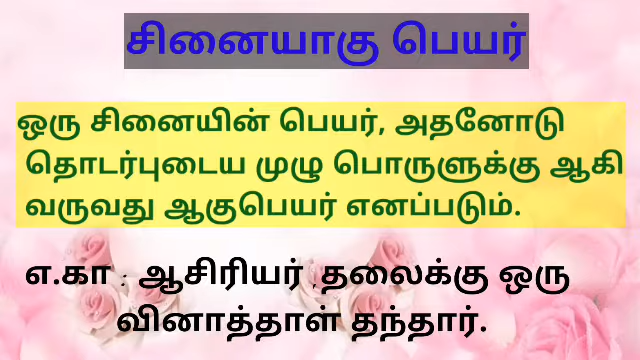 சினையாகு பெயர்
ஒரு சினையின் பெயர், அதனோடு
தொடர்புடைய முழு பொருளுக்கு ஆகி
வருவது ஆகுபெயர் எனப்படும்.
எ.கா : ஆசிரியர் ,தலைக்கு ஒரு
வினாத்தாள் தந்தார்.